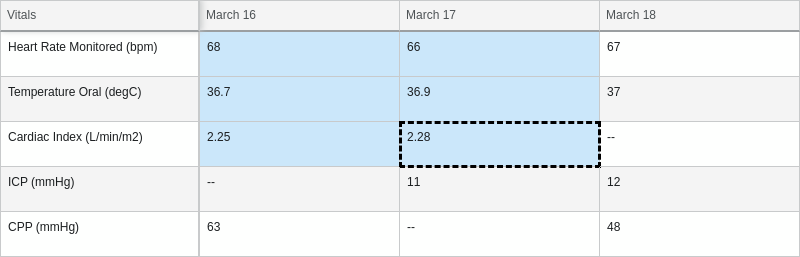 Vitals March 16 March 17 March 18
Heart Rate Monitored (bpm) 68 66 67
Temperature Oral (degC) 36.7 36.9 37
Cardiac Index (L/min/m2) 2.25 2.28 --
ICP (mmHg) -- 11 12
CPP (mmHg) 63 -- 48